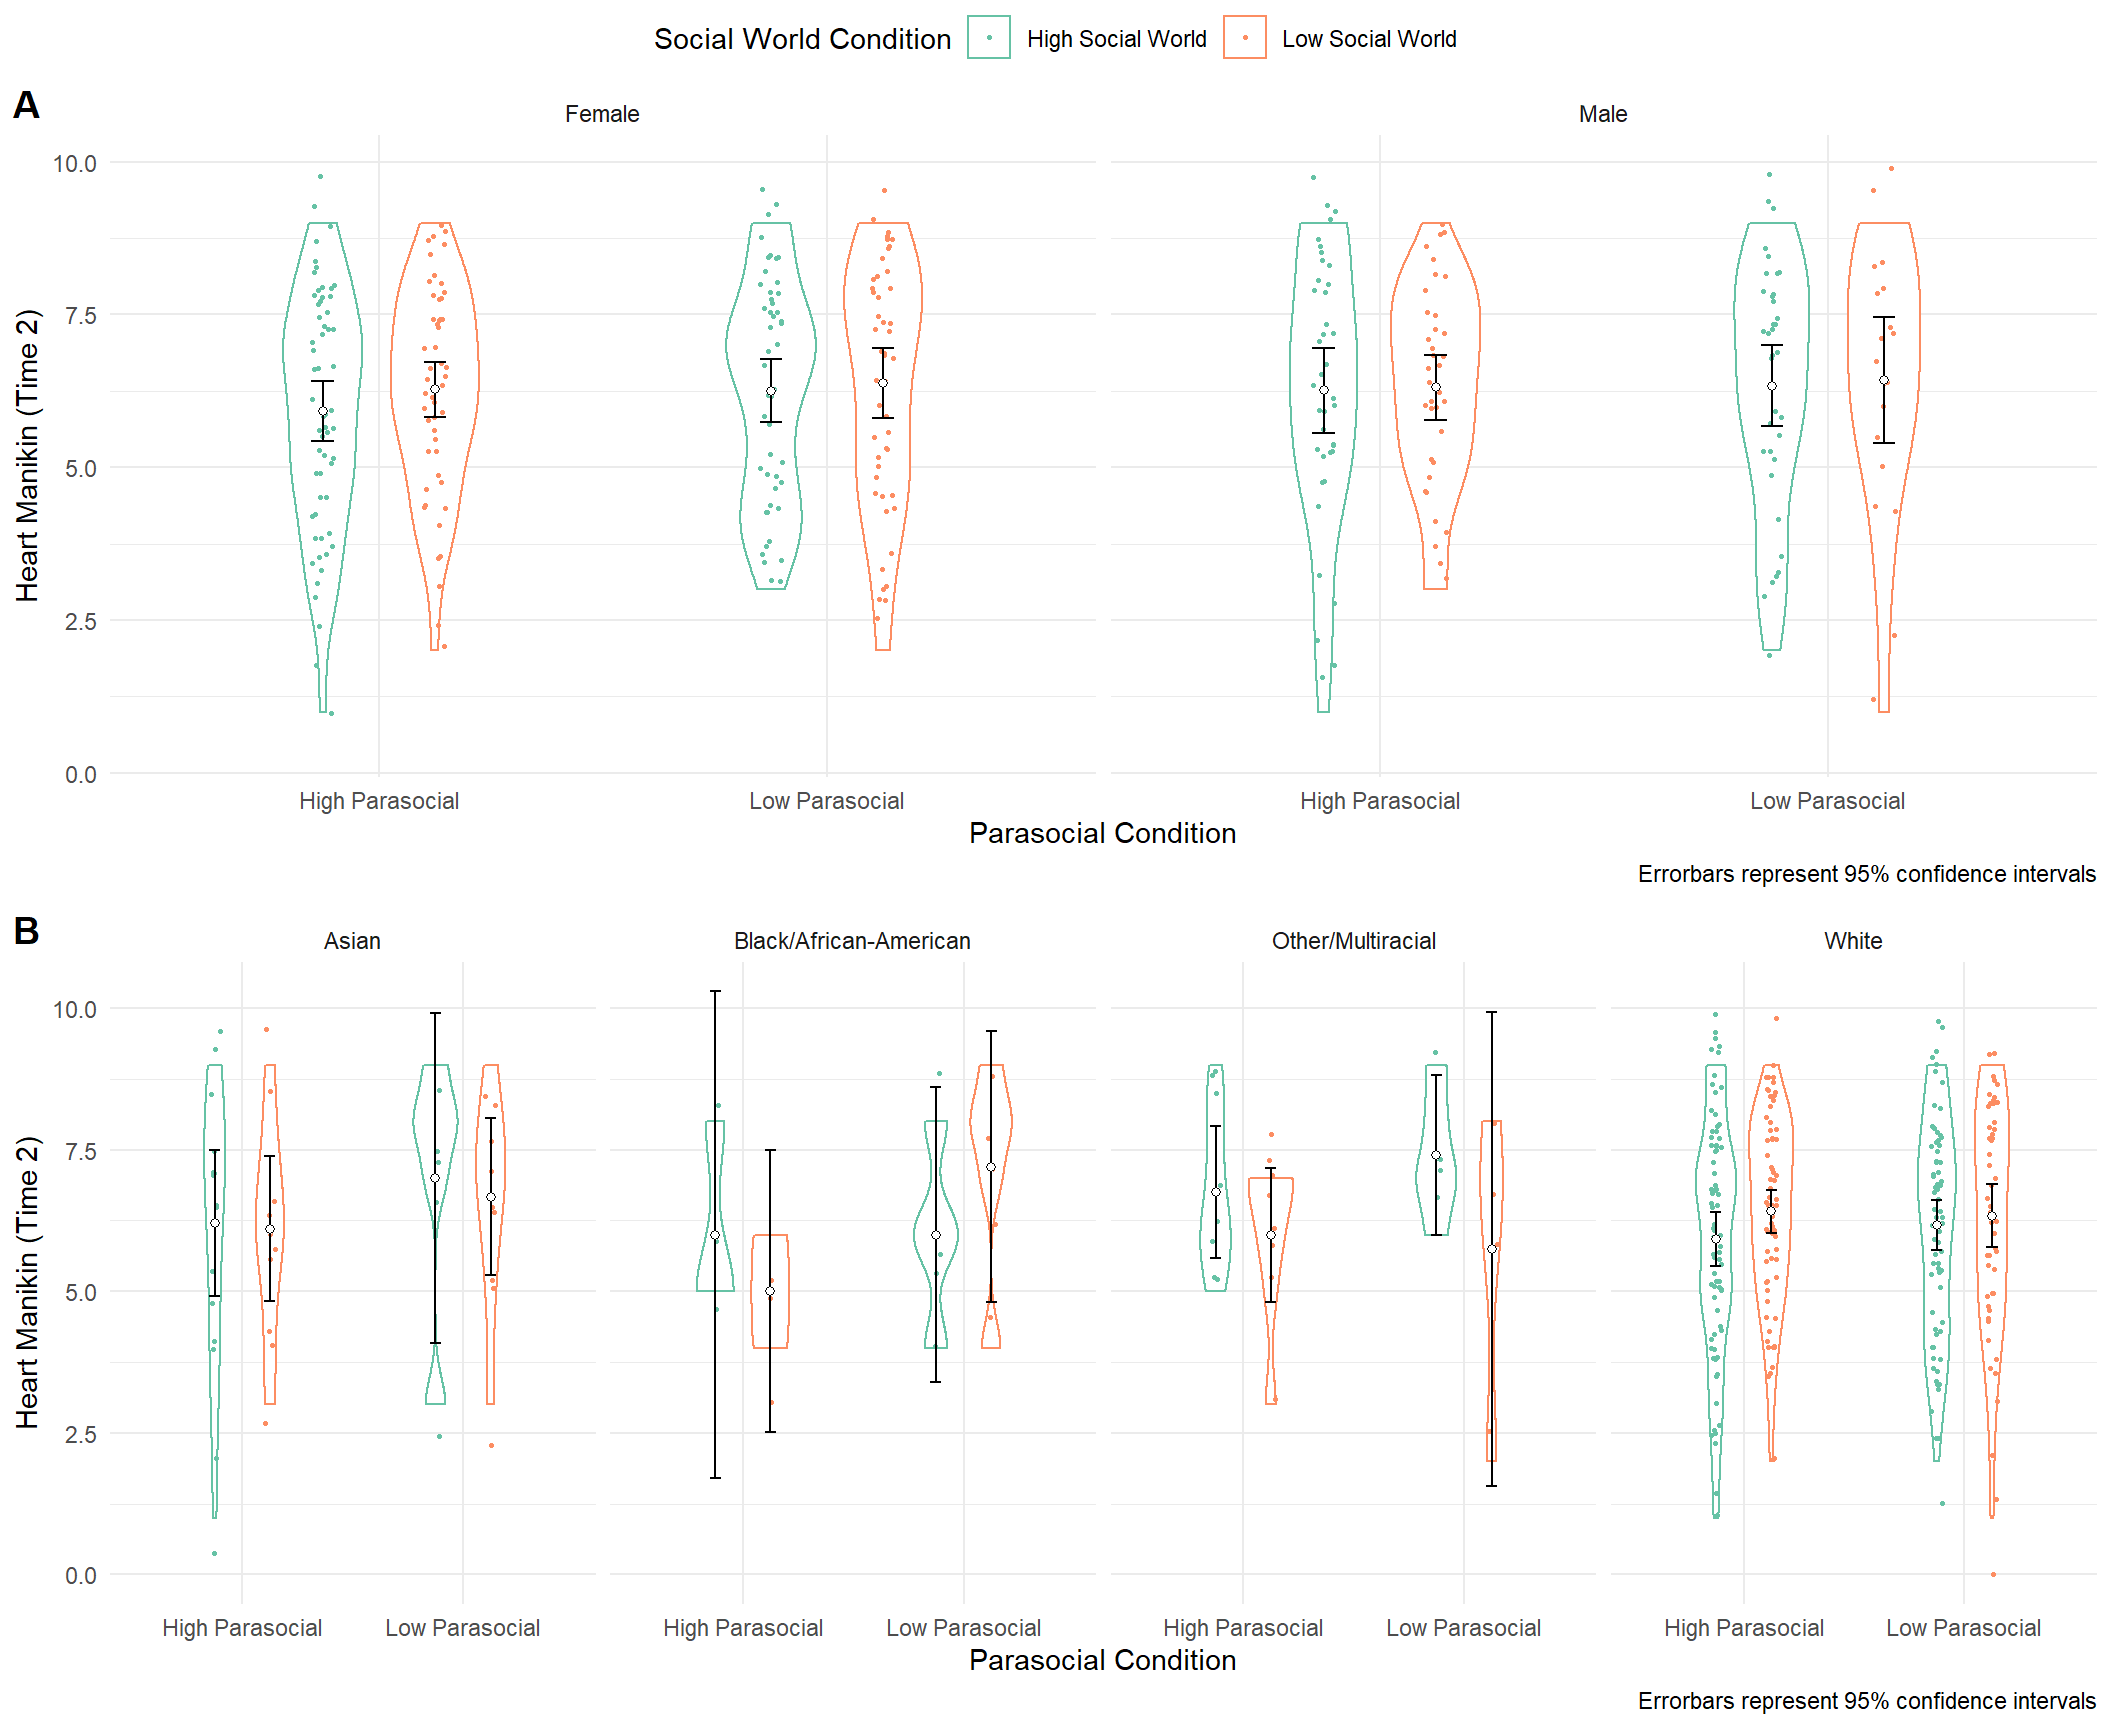 Social World Condition High Social World Low Social World
A
Female Male
10.0
7.5
5.0
2.5
0.0
Heart Manikin (Time 2)
High Parasocial Low Parasocial High Parasocial Low Parasocial
Parasocial Condition
Errorbars represent 95% confidence intervals
B
Asian Black/African-American Other/Multiracial White
10.0
7.5
5.0
2.5
0.0
Heart Manikin (Time 2)
High Parasocial Low Parasocial High Parasocial Low Parasocial High Parasocial Low Parasocial High Parasocial Low Parasocial
Parasocial Condition
Errorbars represent 95% confidence intervals